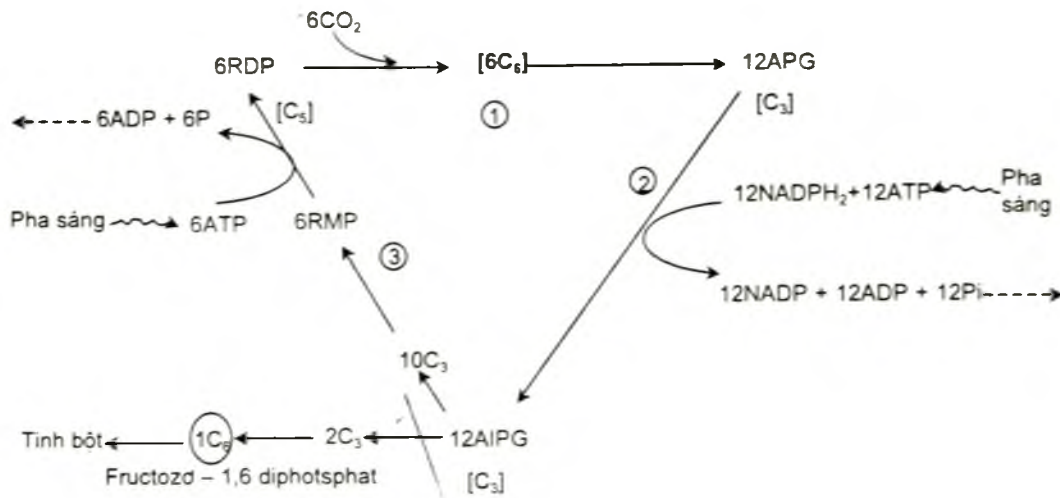 6CO₂
6RDP [6C₆] 12APG
6ADP + 6P [C₅] ① [C₃]
② 12NADPH₂+12ATP Pha sáng
Pha sáng 6ATP 6RMP
③
12NADP + 12ADP + 12Pi
10C₃
Tinh bột 1C₆ 2C₃ 12AIPG
Fructozơ – 1,6 diphotsphat [C₃]